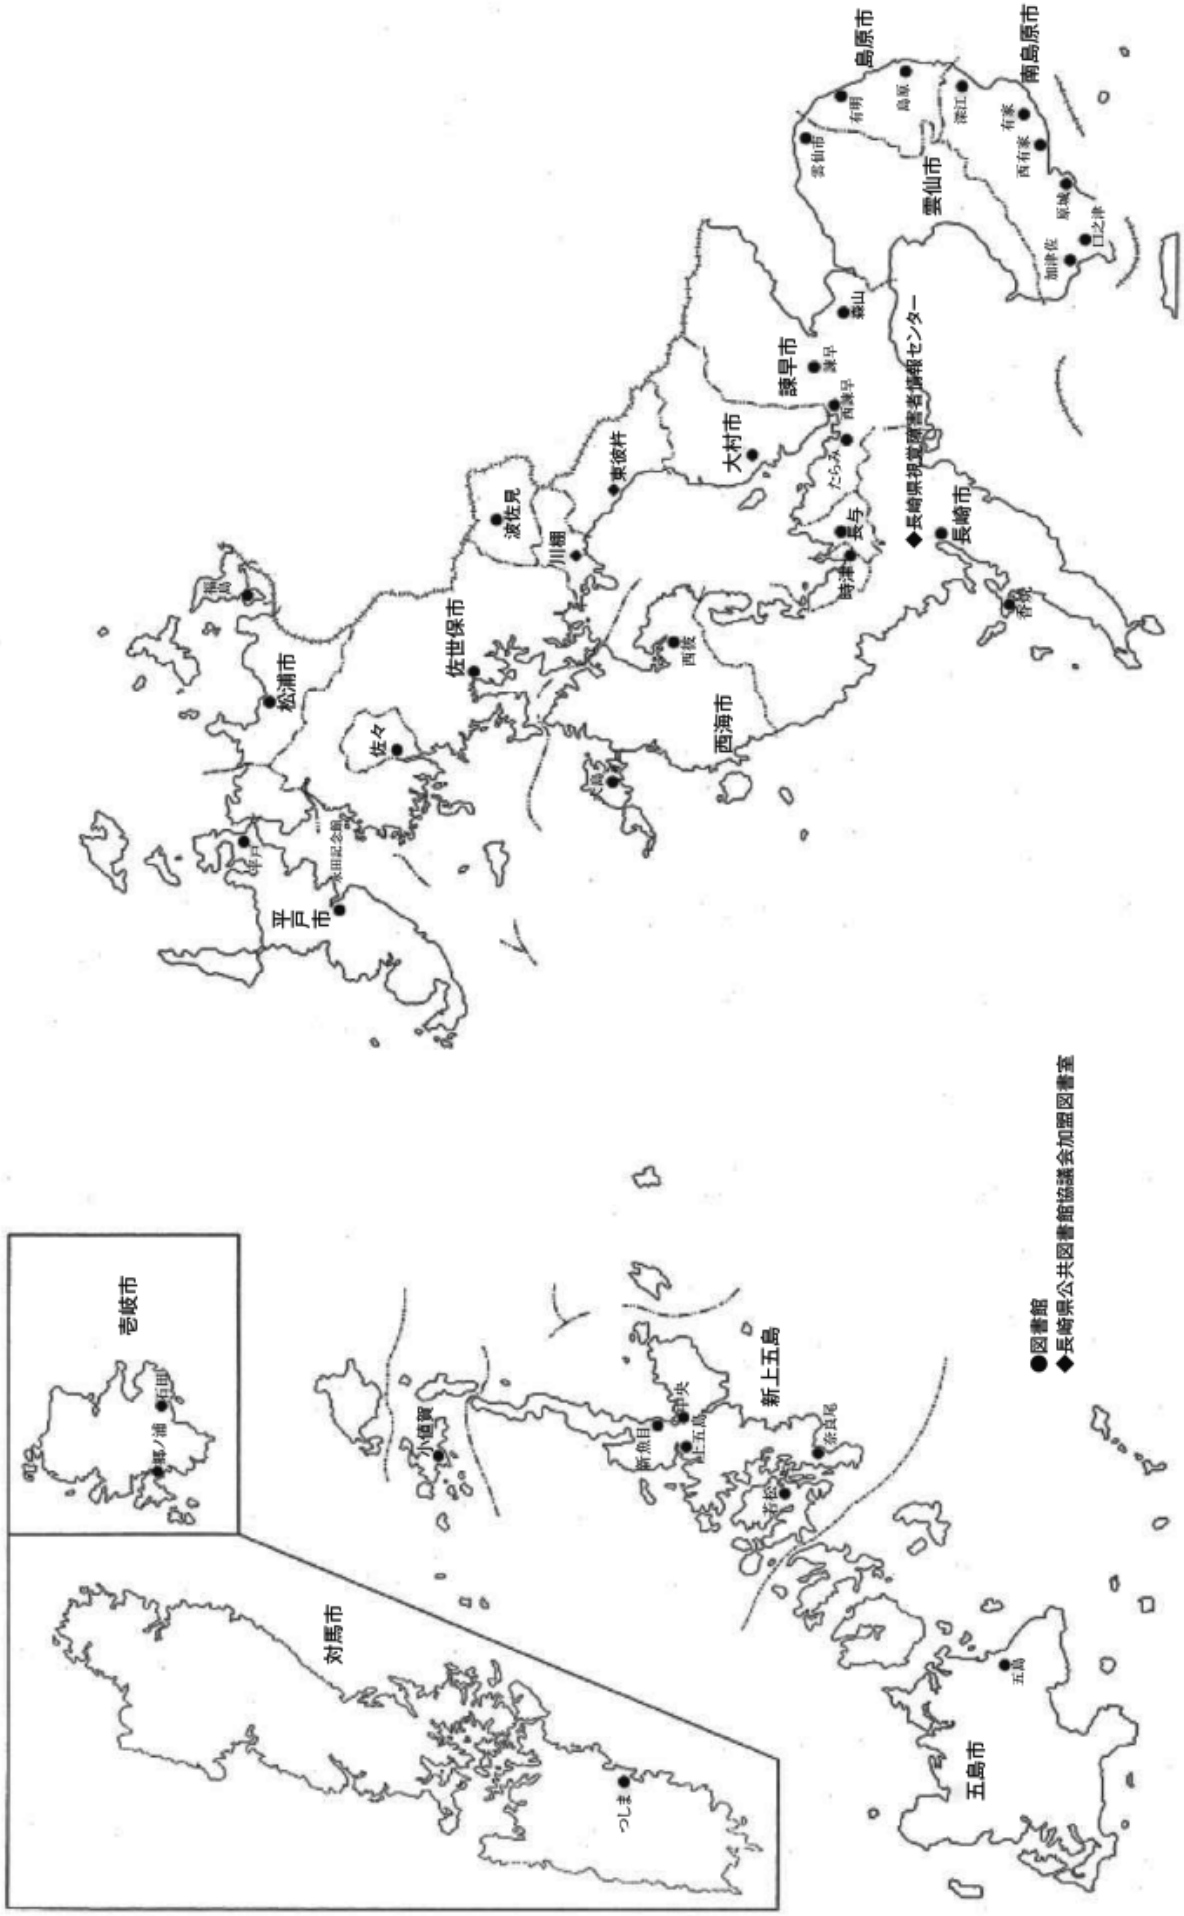 壱岐市
郷ノ浦
石田
対馬市
つしま
小値賀
新上五島
新魚目
中央
上五島
若松
奈良尾
五島市
五島
●図書館
◆長崎県公共図書館協議会加盟図書室
平戸市
平戸
永田記念館
松浦市
福島
佐々
佐世保市
波佐見
川棚
東彼杵
大村市
西海市
西彼
大島
諫早市
諫早
西諫早
たらみ
森山
長与
時津
◆長崎県視覚障害者情報センター
長崎市
香焼
雲仙市
雲仙市
島原市
有明
島原
南島原市
深江
有家
西有家
原城
口之津
加津佐